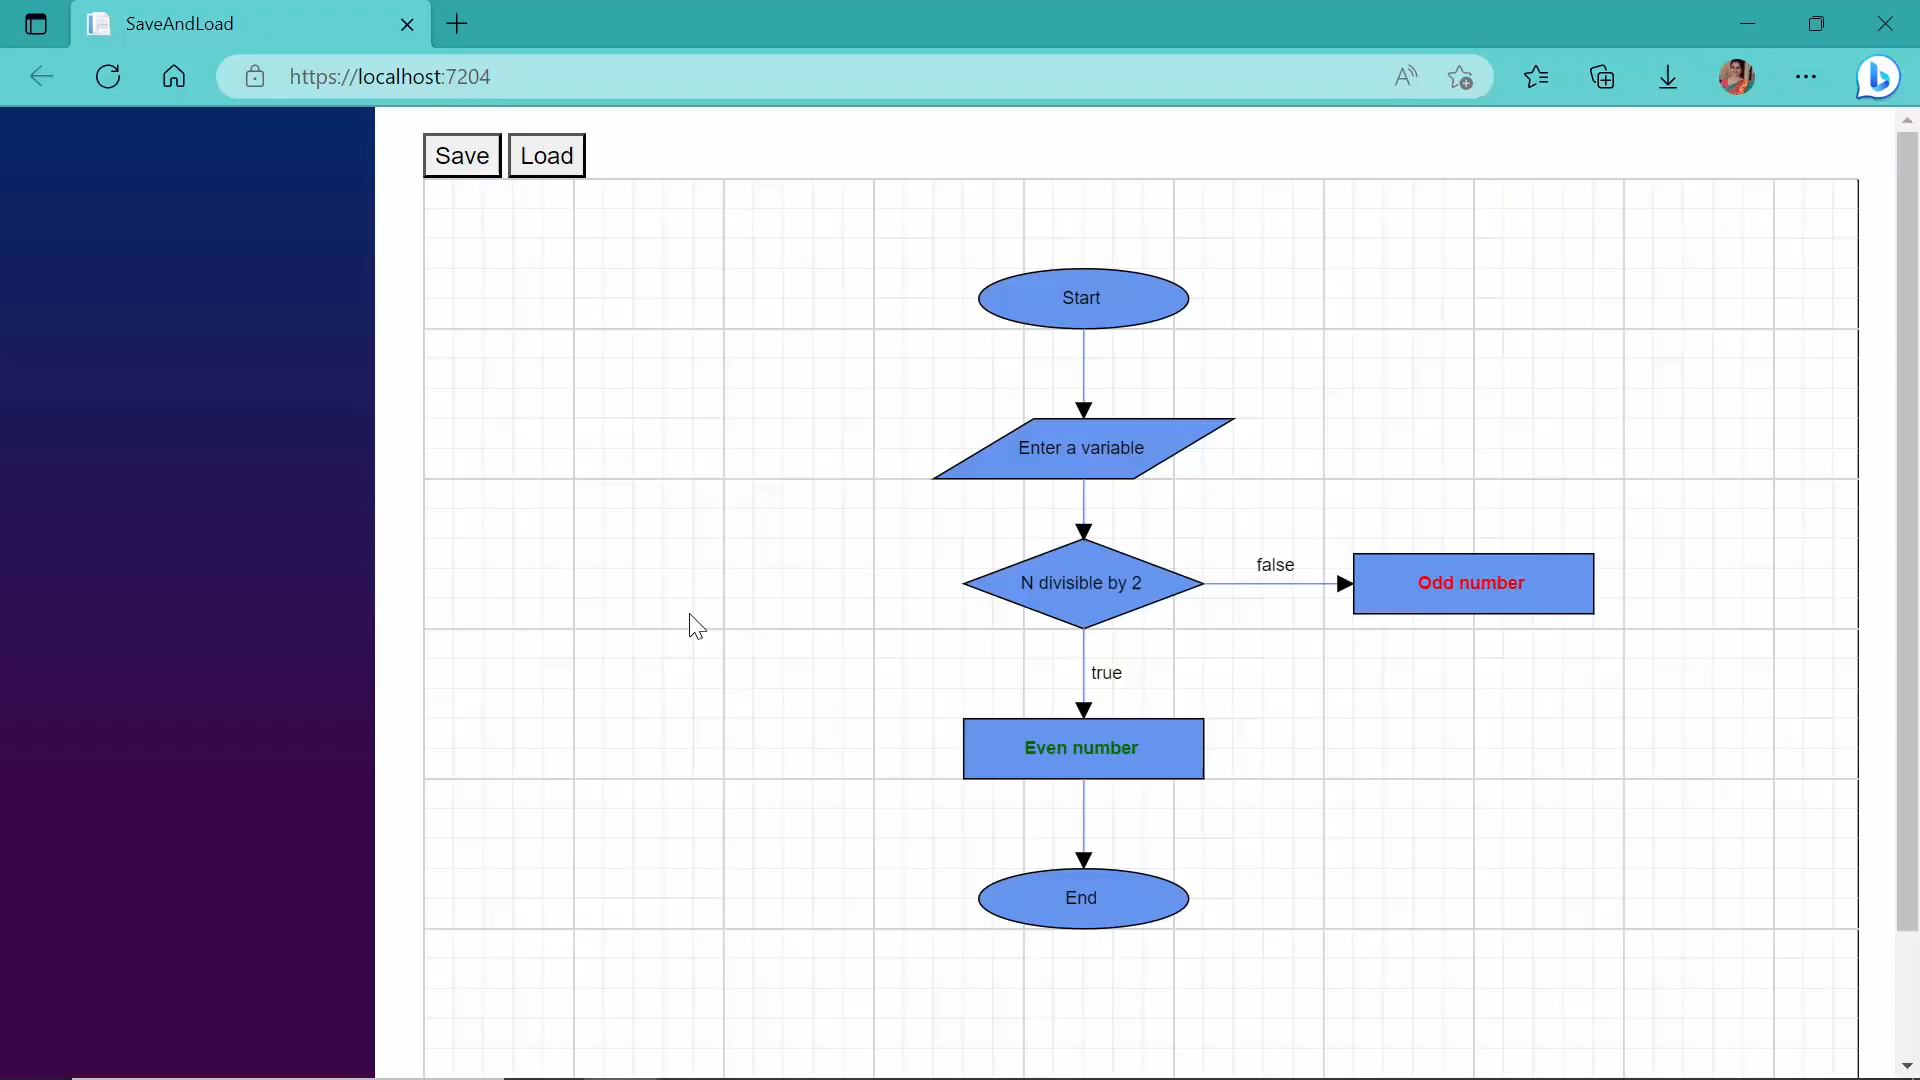 SaveAndLoad
https://localhost:7204
Save Load
Start
Enter a variable
N divisible by 2
false
Odd number
true
Even number
End